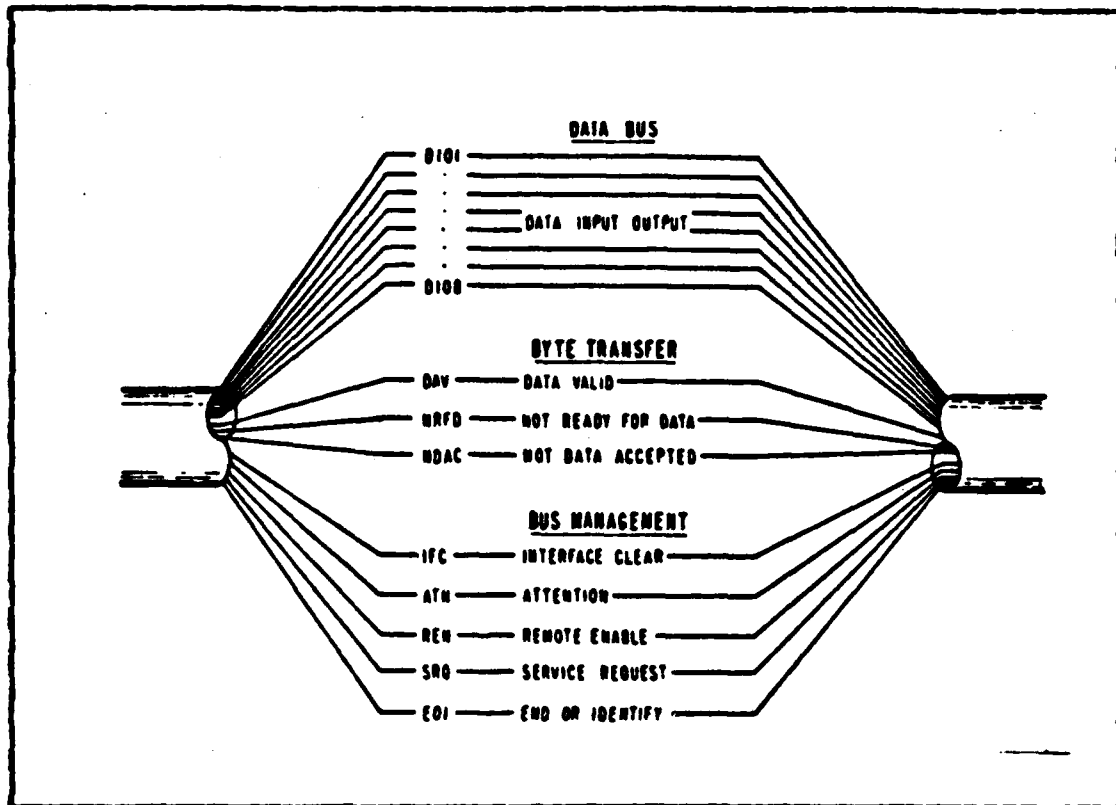 DATA BUS
DIO1
DATA INPUT OUTPUT
DIO8
BYTE TRANSFER
DAV DATA VALID
NRFD NOT READY FOR DATA
NDAC NOT DATA ACCEPTED
BUS MANAGEMENT
IFC INTERFACE CLEAR
ATN ATTENTION
REN REMOTE ENABLE
SRQ SERVICE REQUEST
EOI END OR IDENTIFY